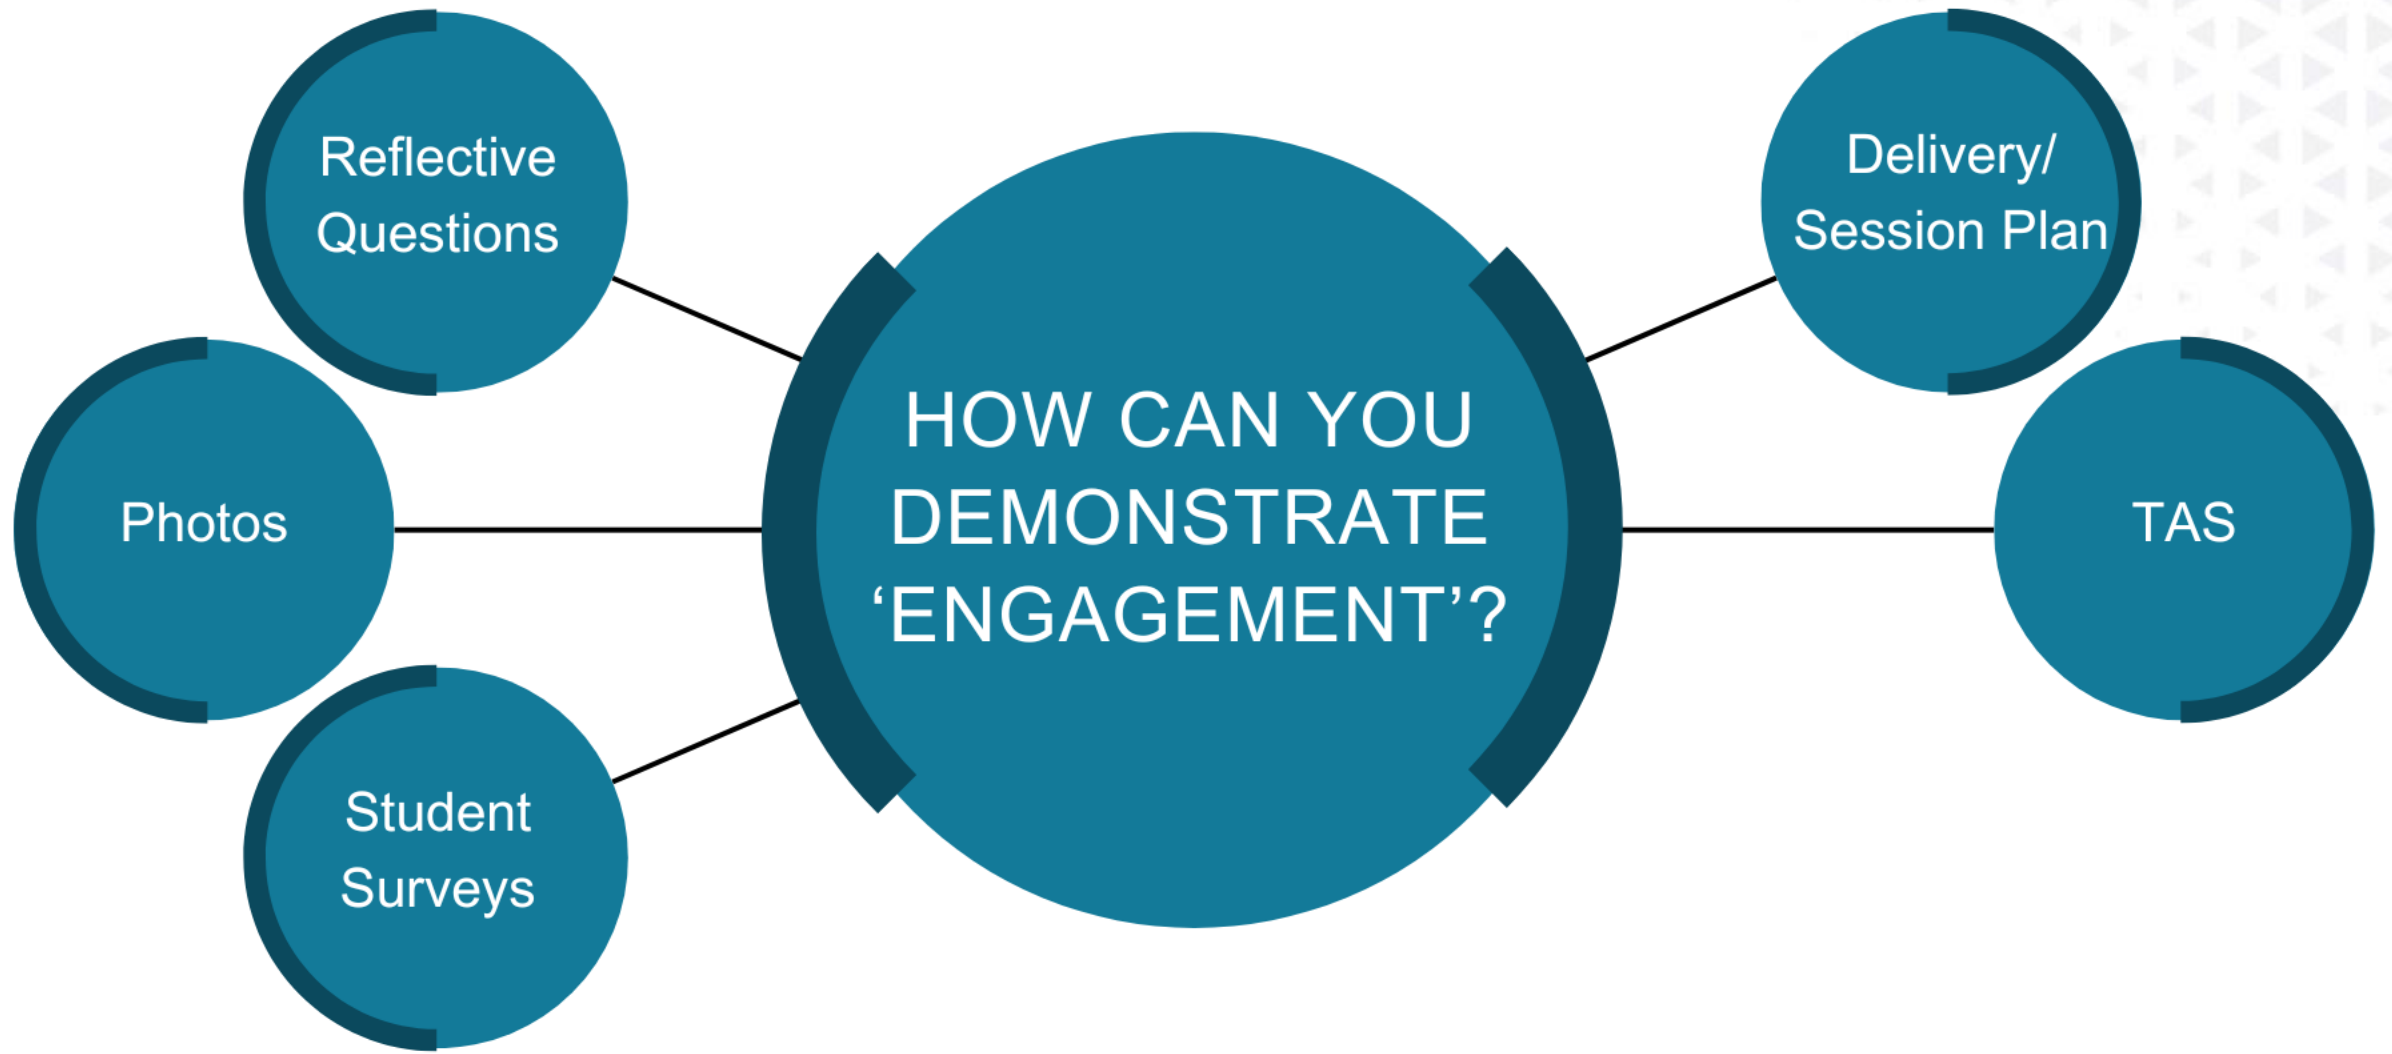 Reflective
Questions
Photos
Student
Surveys
HOW CAN YOU
DEMONSTRATE
‘ENGAGEMENT’?
Delivery/
Session Plan
TAS